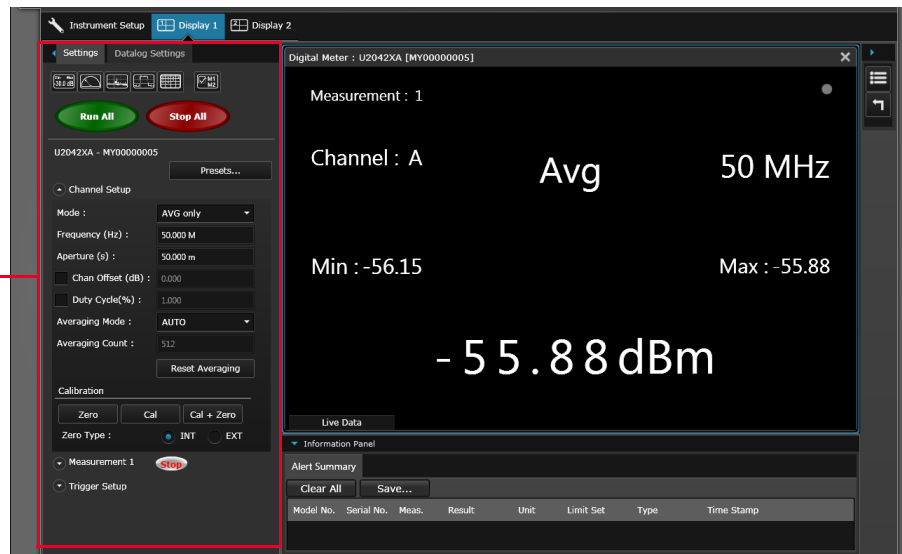 Instrument Setup Display 1 Display 2
Settings Datalog Settings
Run All Stop All
U2042XA - MY00000005
Presets...
Channel Setup
Mode : AVG only
Frequency (Hz) : 50.000 M
Aperture (s) : 50.000 m
Chan Offset (dB) : 0.000
Duty Cycle(%) : 1.000
Averaging Mode : AUTO
Averaging Count : 512
Reset Averaging
Calibration
Zero Cal Cal + Zero
Zero Type : INT EXT
Measurement 1 Stop
Trigger Setup
Digital Meter : U2042XA [MY00000005]
Measurement : 1
Channel : A Avg 50 MHz
Min : -56.15 Max : -55.88
-55.88dBm
Live Data
Information Panel
Alert Summary
Clear All Save...
Model No. Serial No. Meas. Result Unit Limit Set Type Time Stamp